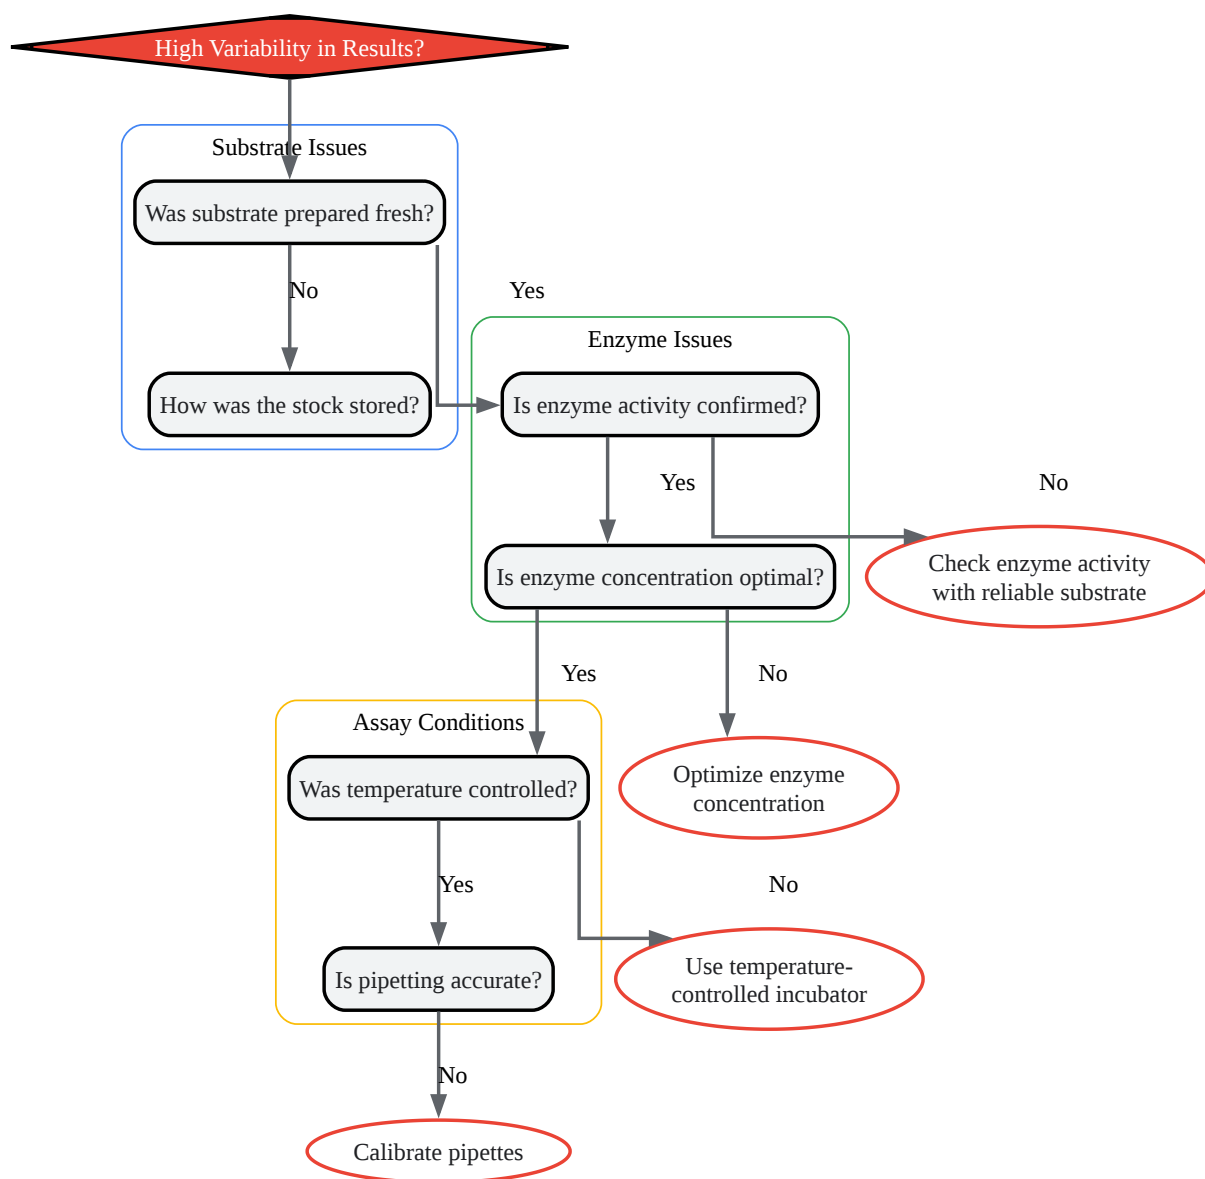 High Variability in Results?
Substrate Issues
Was substrate prepared fresh?
No
Yes
Enzyme Issues
How was the stock stored?
Is enzyme activity confirmed?
Yes
No
Check enzyme activity
with reliable substrate
Is enzyme concentration optimal?
Yes
No
Assay Conditions
Was temperature controlled?
Optimize enzyme
concentration
Yes
No
Is pipetting accurate?
Use temperature-
controlled incubator
No
Calibrate pipettes